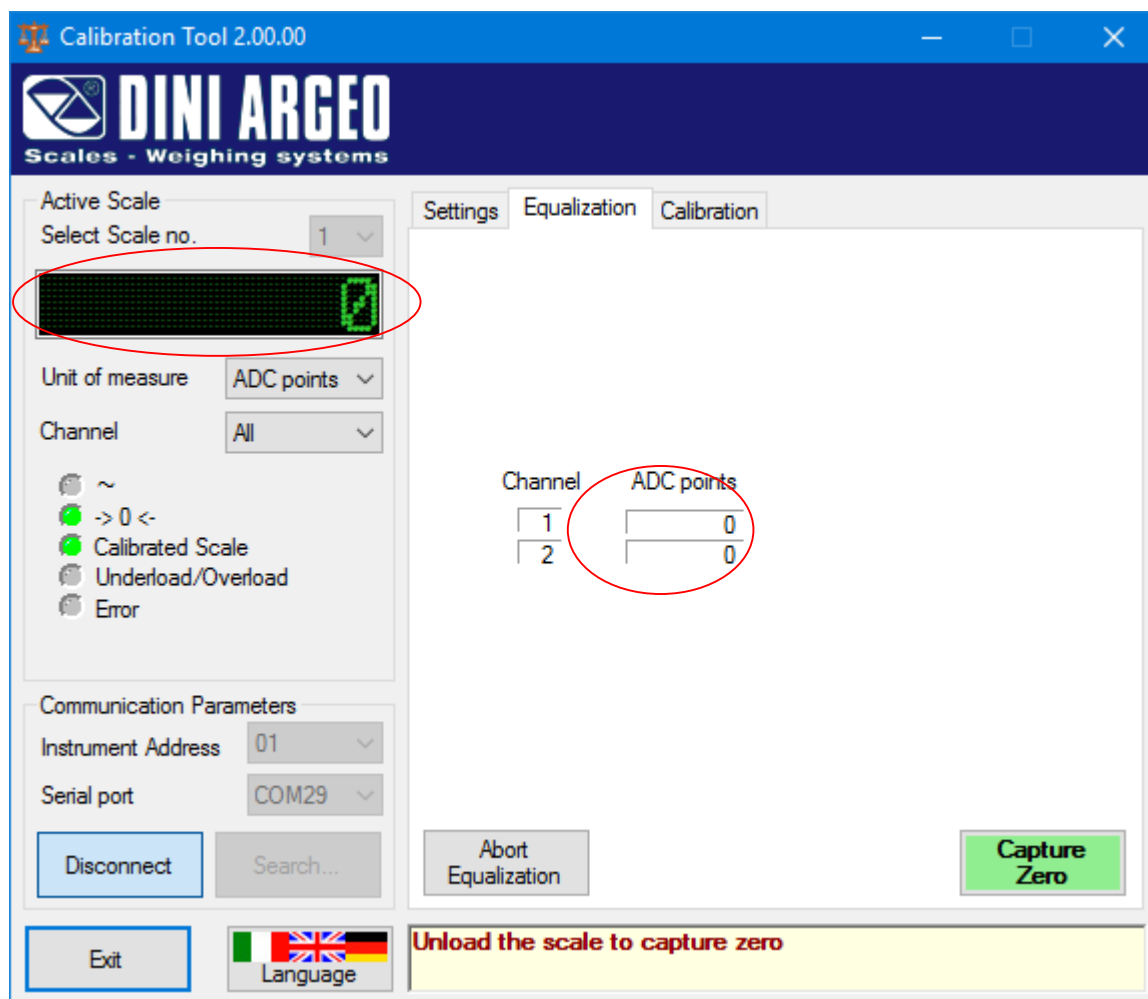 Calibration Tool 2.00.00
DINI ARGEO
Scales - Weighing systems
Active Scale
Select Scale no. 1
0
Unit of measure ADC points
Channel All
~
-> 0 <-
Calibrated Scale
Underload/Overload
Error
Communication Parameters
Instrument Address 01
Serial port COM29
Disconnect Search...
Exit
Language
Settings Equalization Calibration
Channel ADC points
1 0
2 0
Abort
Equalization
Capture
Zero
Unload the scale to capture zero